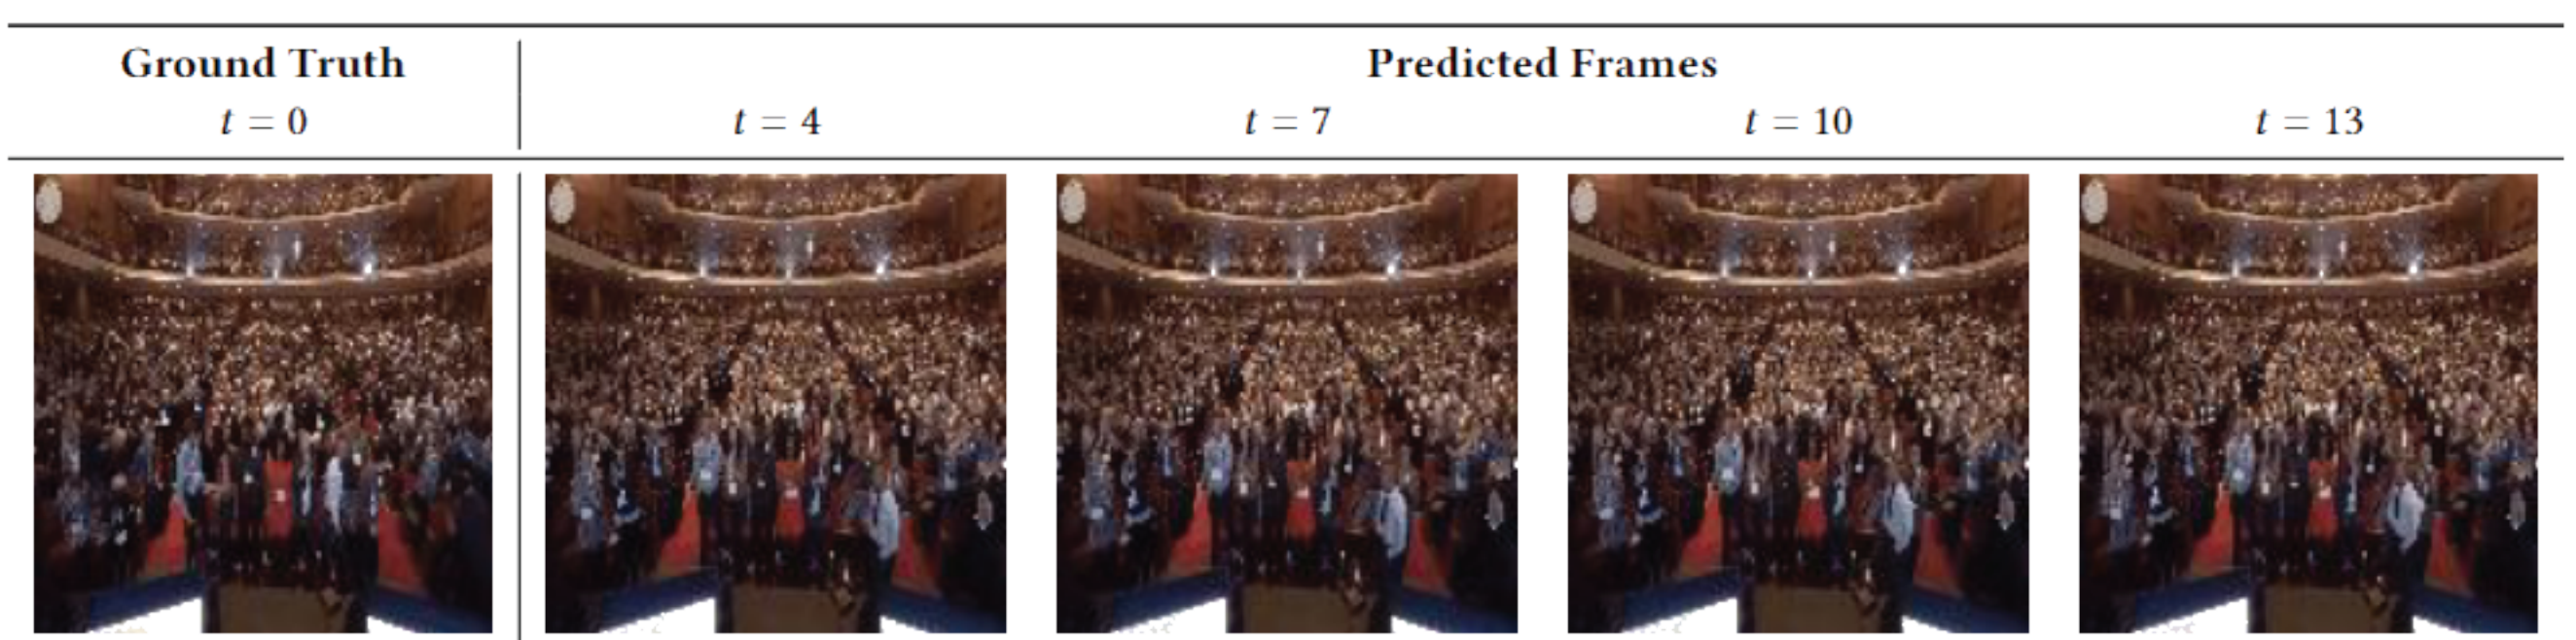 Ground Truth
Predicted Frames
t = 0
t = 4
t = 7
t = 10
t = 13